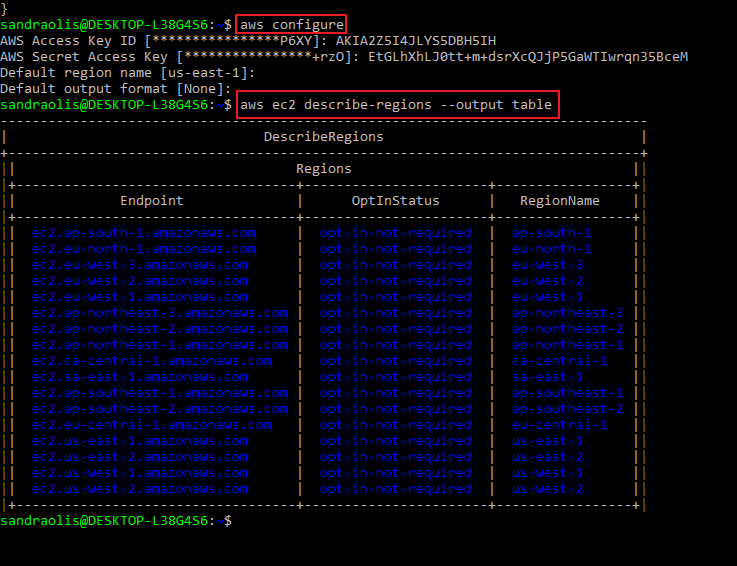 }
sandraolis@DESKTOP-L38G4S6:~$ aws configure
AWS Access Key ID [****************P6XY]: AKIA2Z5I4JLYS5DBH5IH
AWS Secret Access Key [****************+rzO]: 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
Default region name [us-east-1]:
Default output format [None]:
sandraolis@DESKTOP-L38G4S6:~$ aws ec2 describe-regions --output table
DescribeRegions
Regions
Endpoint | OptInStatus | RegionName
ec2.ap-south-1.amazonaws.com | opt-in-not-required | ap-south-1
ec2.eu-north-1.amazonaws.com | opt-in-not-required | eu-north-1
ec2.eu-west-3.amazonaws.com | opt-in-not-required | eu-west-3
ec2.eu-west-2.amazonaws.com | opt-in-not-required | eu-west-2
ec2.eu-west-1.amazonaws.com | opt-in-not-required | eu-west-1
ec2.ap-northeast-3.amazonaws.com | opt-in-not-required | ap-northeast-3
ec2.ap-northeast-2.amazonaws.com | opt-in-not-required | ap-northeast-2
ec2.ap-northeast-1.amazonaws.com | opt-in-not-required | ap-northeast-1
ec2.ca-central-1.amazonaws.com | opt-in-not-required | ca-central-1
ec2.sa-east-1.amazonaws.com | opt-in-not-required | sa-east-1
ec2.ap-southeast-1.amazonaws.com | opt-in-not-required | ap-southeast-1
ec2.ap-southeast-2.amazonaws.com | opt-in-not-required | ap-southeast-2
ec2.eu-central-1.amazonaws.com | opt-in-not-required | eu-central-1
ec2.us-east-1.amazonaws.com | opt-in-not-required | us-east-1
ec2.us-east-2.amazonaws.com | opt-in-not-required | us-east-2
ec2.us-west-1.amazonaws.com | opt-in-not-required | us-west-1
ec2.us-west-2.amazonaws.com | opt-in-not-required | us-west-2
sandraolis@DESKTOP-L38G4S6:~$